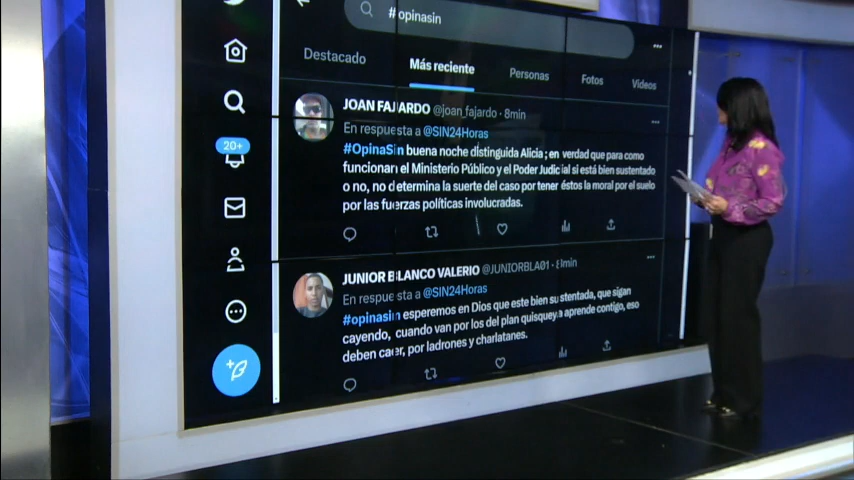 #opinasin
Destacado Más reciente Personas Fotos Videos
JOAN FAJARDO @joan_fajardo · 8min
En respuesta a @SIN24Horas
#OpinaSin buena noche distinguida Alicia ; en verdad que para como
funcionan el Ministerio Público y el Poder Judicial si está bien sustentado
o no, no determina la suerte del caso por tener éstos la moral por el suelo
por las fuerzas políticas involucradas.
20+
JUNIOR BLANCO VALERIO @JUNIORBLA01 · 8min
En respuesta a @SIN24Horas
#opinasin esperemos en Dios que este bien sustentada, que sigan
cayendo, cuando van por los del plan quisqueya aprende contigo, eso
deben caer, por ladrones y charlatanes.